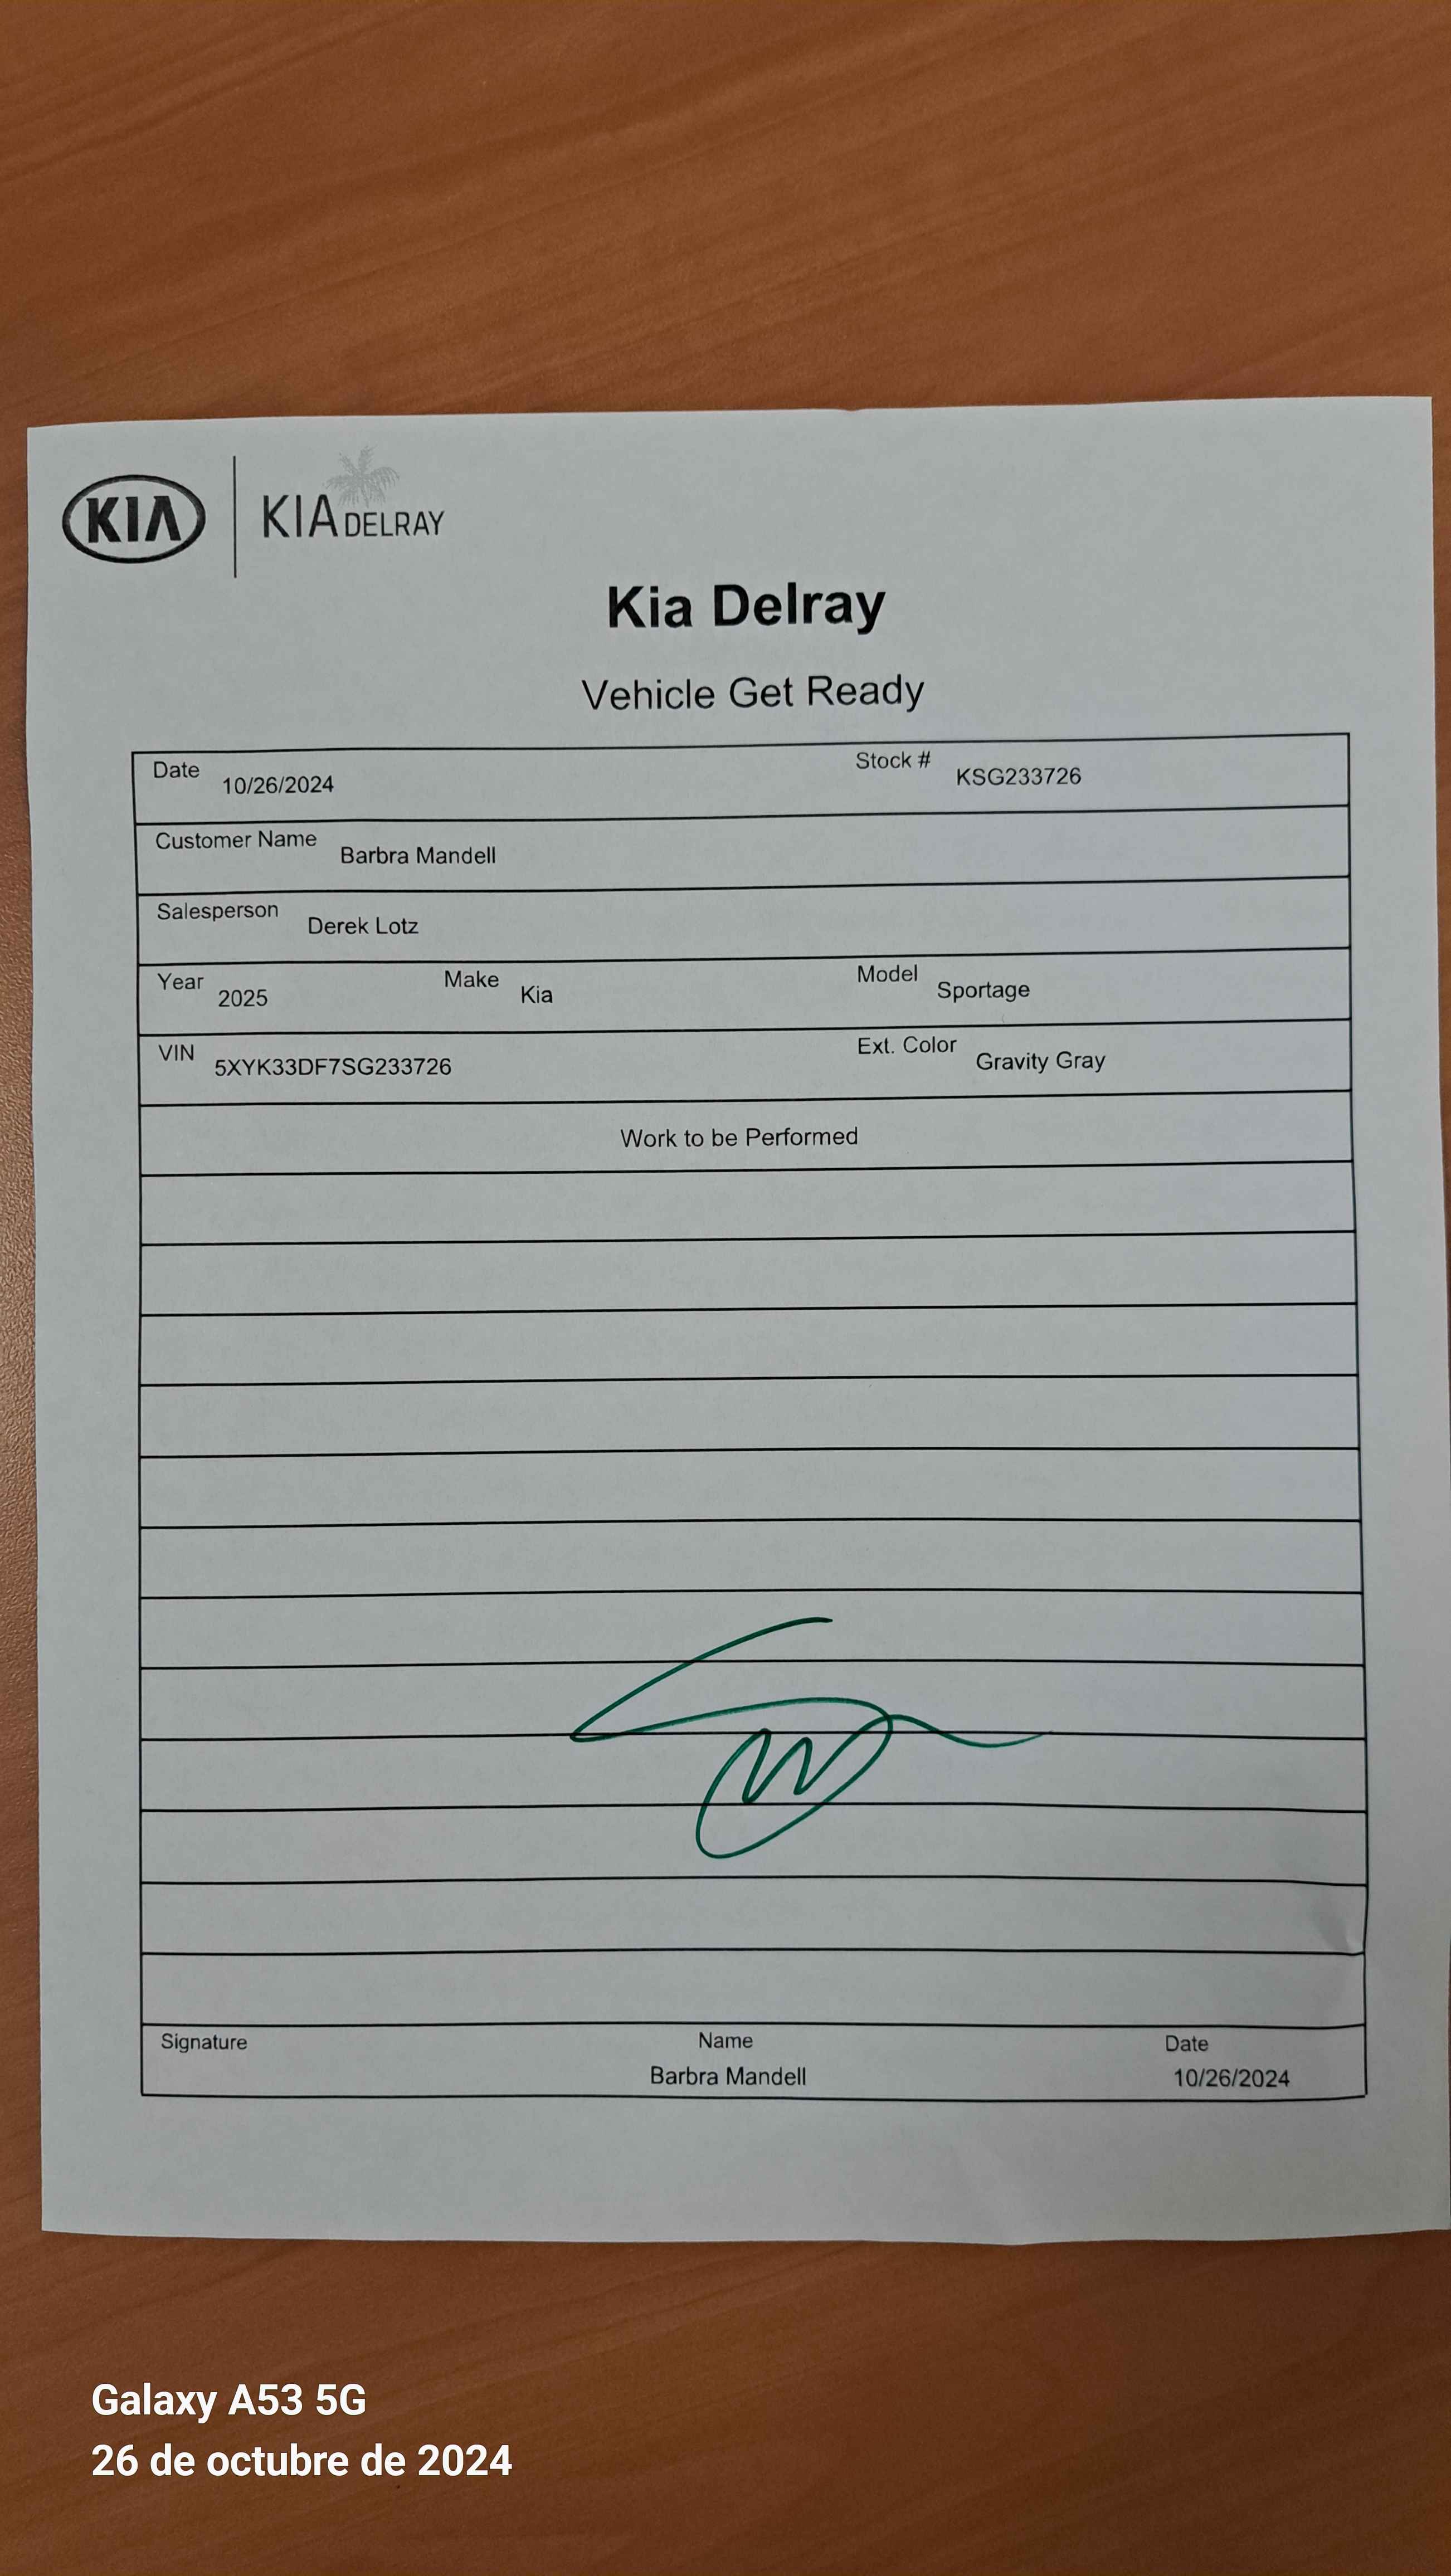 KIA
KIA DELRAY
Kia Delray
Vehicle Get Ready
Date 10/26/2024 Stock # KSG233726
Customer Name Barbra Mandell
Salesperson Derek Lotz
Year 2025 Make Kia Model Sportage
VIN 5XYK33DF7SG233726 Ext. Color Gravity Gray
Work to be Performed
Signature Name Date
Barbra Mandell 10/26/2024
Galaxy A53 5G
26 de octubre de 2024